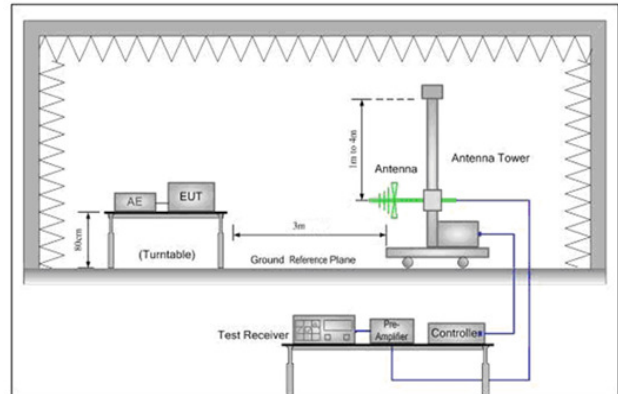 1m to 4m
Antenna
Antenna Tower
AE
EUT
80cm
3m
(Turntable)
Ground Reference Plane
Test Receiver
Pre-
Amplifier
Controller